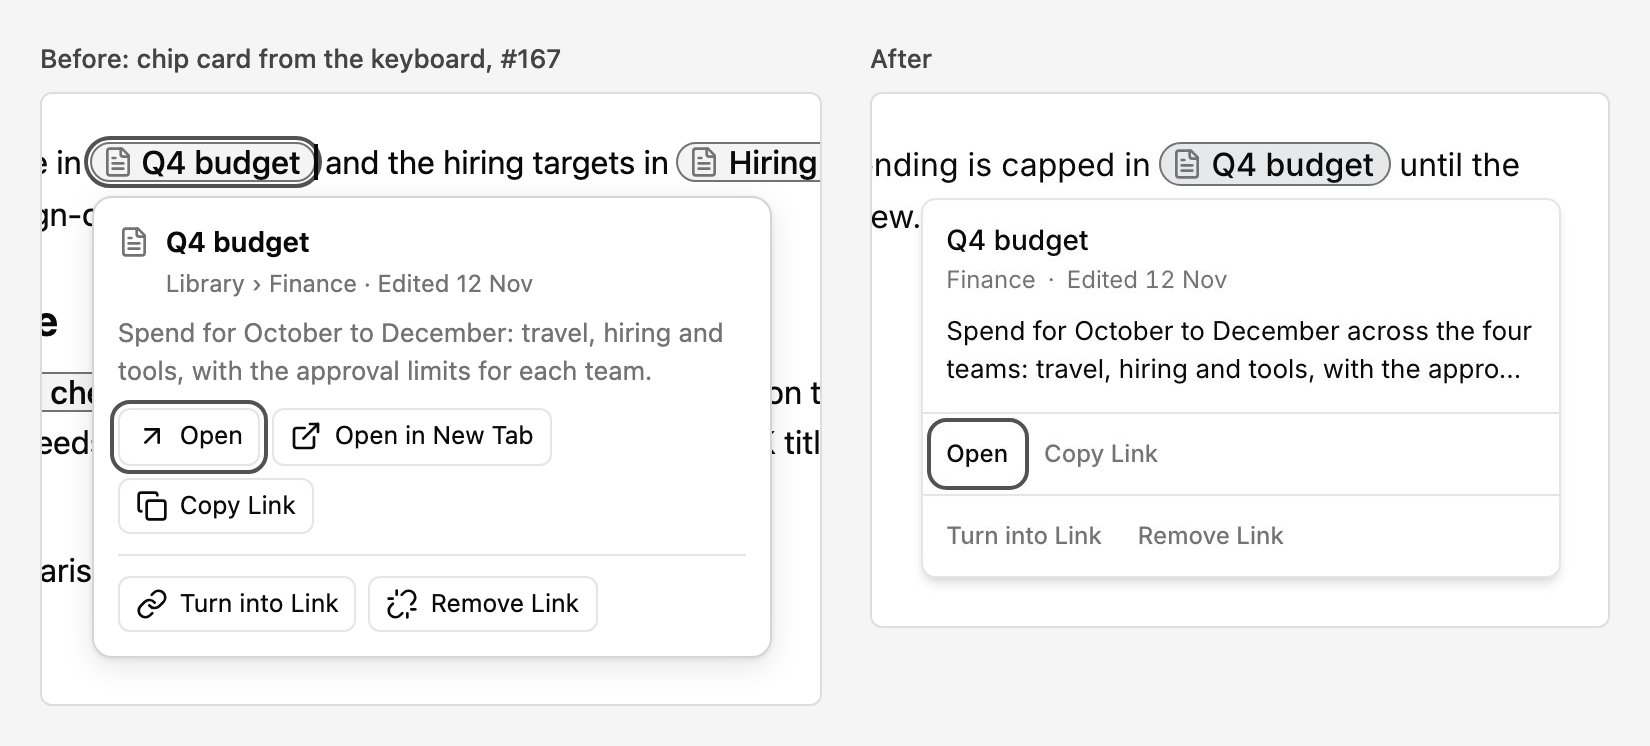 Before: chip card from the keyboard, #167
e in Q4 budget and the hiring targets in Hiring
Q4 budget
Library › Finance · Edited 12 Nov
Spend for October to December: travel, hiring and
tools, with the approval limits for each team.
Open
Open in New Tab
Copy Link
Turn into Link
Remove Link
After
nding is capped in Q4 budget until the
ew.
Q4 budget
Finance · Edited 12 Nov
Spend for October to December across the four
teams: travel, hiring and tools, with the appro...
Open
Copy Link
Turn into Link
Remove Link